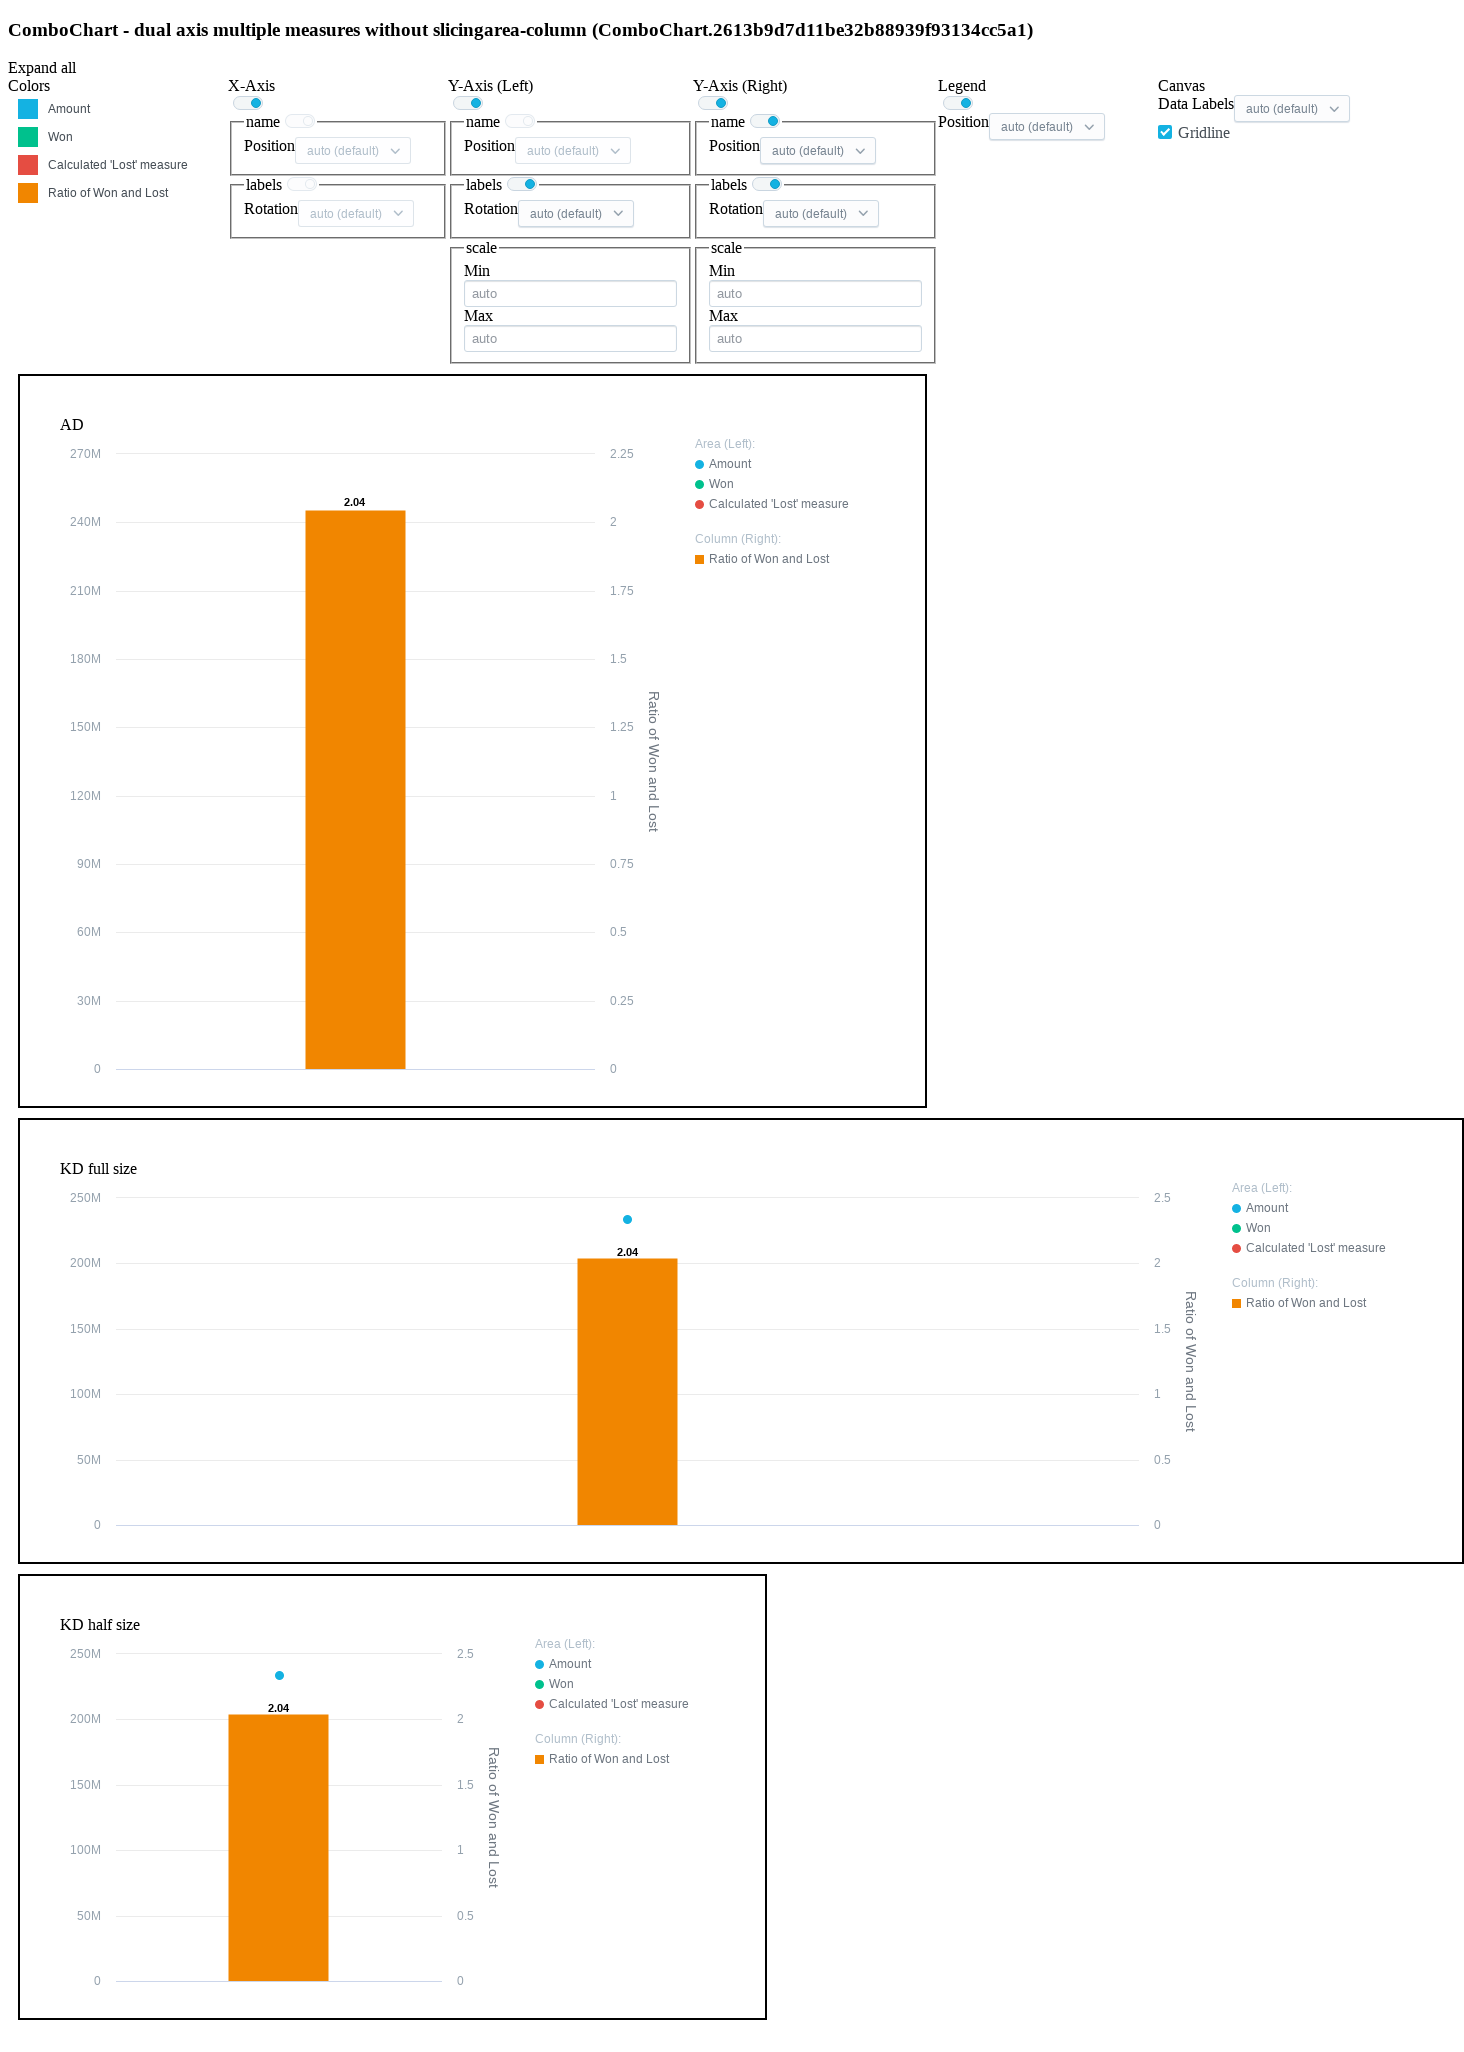 ComboChart - dual axis multiple measures without slicingarea-column (ComboChart.2613b9d7d11be32b88939f93134cc5a1)
Expand all
Colors
Amount
Won
Calculated 'Lost' measure
Ratio of Won and Lost
X-Axis
name
Position auto (default)
labels
Rotation auto (default)
Y-Axis (Left)
name
Position auto (default)
labels
Rotation auto (default)
scale
Min
auto
Max
auto
Y-Axis (Right)
name
Position auto (default)
labels
Rotation auto (default)
scale
Min
auto
Max
auto
Legend
Position auto (default)
Canvas
Data Labels auto (default)
Gridline
AD
270M
240M
210M
180M
150M
120M
90M
60M
30M
0
2.04
2.25
2
1.75
1.5
1.25
1
0.75
0.5
0.25
0
Ratio of Won and Lost
Area (Left):
Amount
Won
Calculated 'Lost' measure
Column (Right):
Ratio of Won and Lost
KD full size
250M
200M
150M
100M
50M
0
2.04
2.5
2
1.5
1
0.5
0
Ratio of Won and Lost
Area (Left):
Amount
Won
Calculated 'Lost' measure
Column (Right):
Ratio of Won and Lost
KD half size
250M
200M
150M
100M
50M
0
2.04
2.5
2
1.5
1
0.5
0
Ratio of Won and Lost
Area (Left):
Amount
Won
Calculated 'Lost' measure
Column (Right):
Ratio of Won and Lost